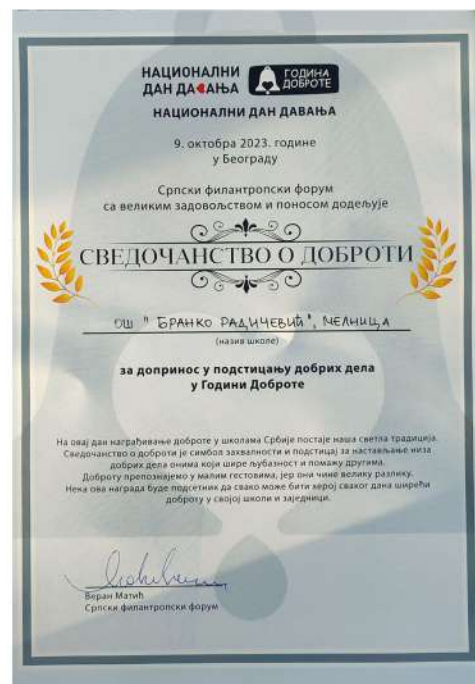 НАЦИОНАЛНИ
ДАН ДАВАЊА
ГОДИНА
ДОБРОТЕ
НАЦИОНАЛНИ ДАН ДАВАЊА
9. октобра 2023. године
у Београду
Српски филантропски форум
са великим задовољством и поносом додељује
СВЕДОЧАНСТВО О ДОБРОТИ
ОШ " БРАНКО РАДИЧЕВИЋ", МЕЛНИЦА
(назив школе)
за допринос у подстицању добрих дела
у Години Доброте
На овај дан награђивање доброте у школама Србије постаје наша светла традиција.
Сведочанство о доброти је симбол захвалности и подстицај за настављање низа
добрих дела онима који шире љубазност и помажу другима.
Доброту препознајемо у малим гестовима, јер они чине велику разлику.
Нека ова награда буде подсетник да свако може бити херој сваког дана ширећи
доброту у својој школи и заједници.
Веран Матић
Српски филантропски форум